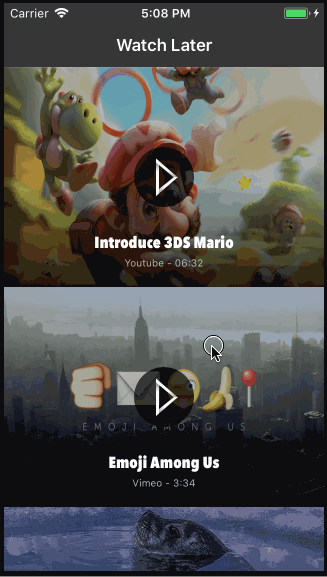 Carrier 5:08 PM
Watch Later
Introduce 3DS Mario
Youtube - 06:32
EMOJI AMONG US
Emoji Among Us
Vimeo - 3:34